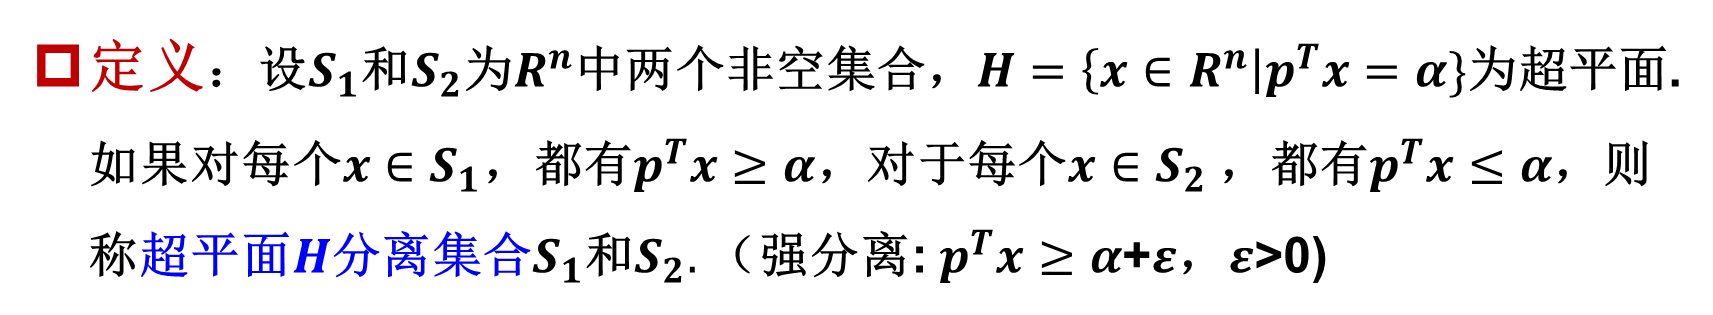 定义：设S₁和S₂为Rⁿ中两个非空集合，H = {x ∈ Rⁿ|pᵀx = α}为超平面.
如果对每个x ∈ S₁，都有pᵀx ≥ α，对于每个x ∈ S₂ ，都有pᵀx ≤ α，则
称超平面H分离集合S₁和S₂.（强分离: pᵀx ≥ α+ε，ε>0)